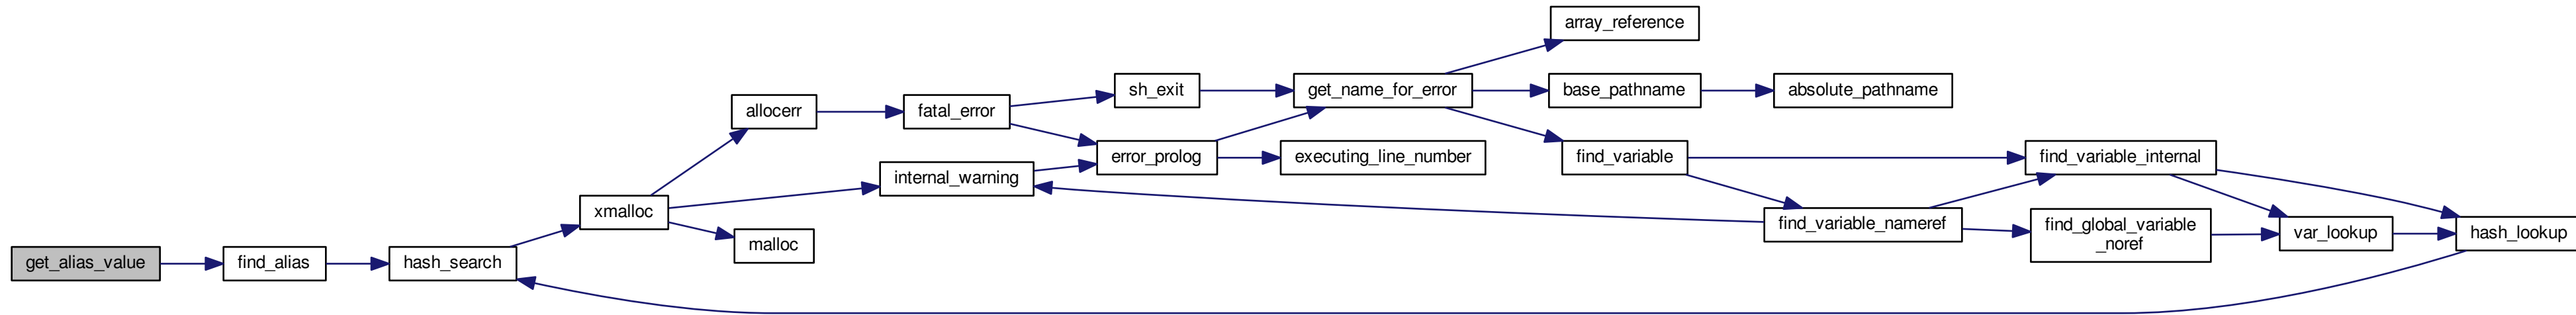 get_alias_value
find_alias
hash_search
xmalloc
allocerr
internal_warning
malloc
fatal_error
sh_exit
error_prolog
get_name_for_error
executing_line_number
array_reference
base_pathname
absolute_pathname
find_variable
find_variable_internal
find_variable_nameref
find_global_variable
_noref
var_lookup
hash_lookup